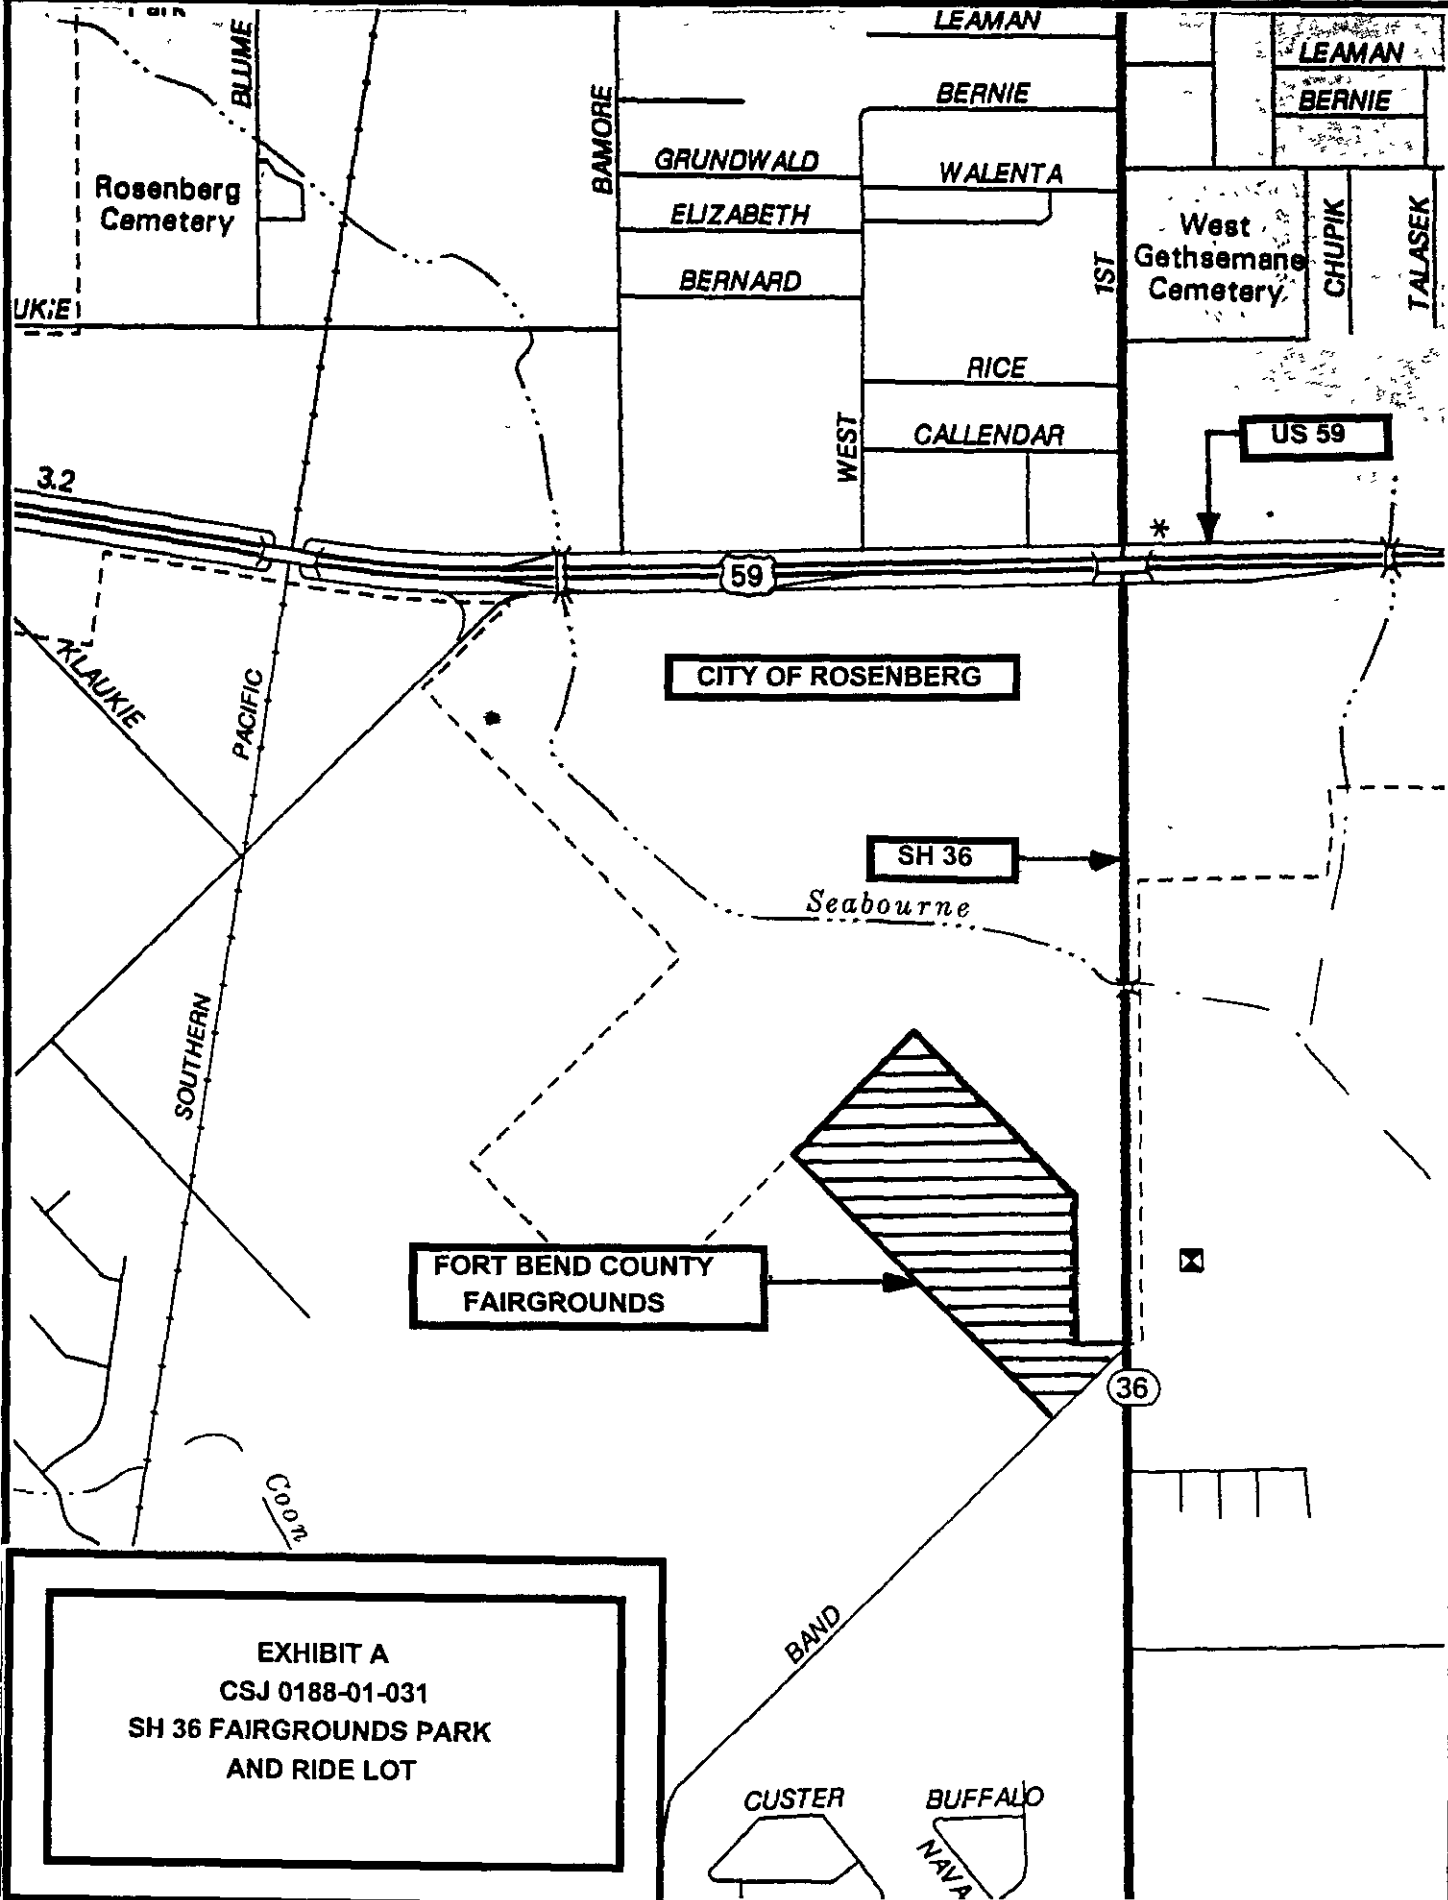 LEAMAN
BLUME
LEAMAN
BAMORE
BERNIE
BERNIE
GRUNDWALD
WALENTA
Rosenberg
Cemetery
ELIZABETH
West
Gethsemane
Cemetery
CHUPIK
TALASEK
1ST
BERNARD
UKIE
RICE
WEST
CALLENDAR
US 59
3.2
*
59
KLAUKIE
PACIFIC
CITY OF ROSENBERG
SH 36
Seabourne
SOUTHERN
FORT BEND COUNTY
FAIRGROUNDS
36
Coon
BAND
EXHIBIT A
CSJ 0188-01-031
SH 36 FAIRGROUNDS PARK
AND RIDE LOT
CUSTER
BUFFALO
NAVA